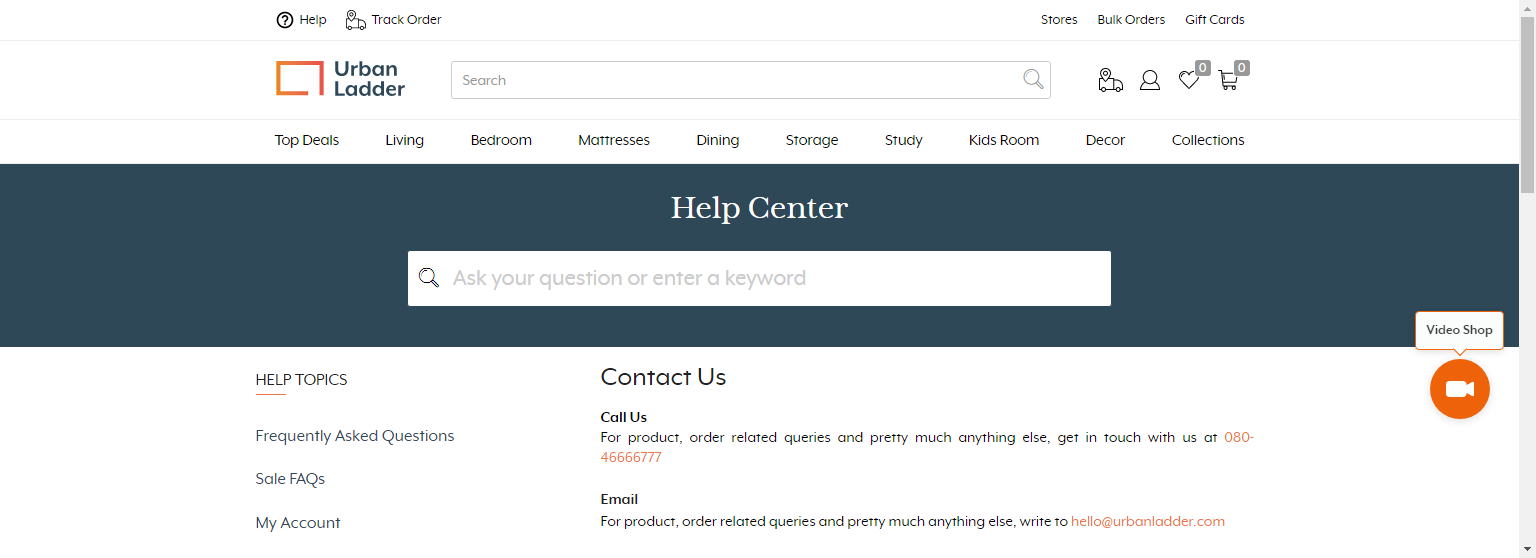 Help Track Order Stores Bulk Orders Gift Cards
Urban
Ladder
Search
0 0
Top Deals Living Bedroom Mattresses Dining Storage Study Kids Room Decor Collections
Help Center
Ask your question or enter a keyword
Video Shop
HELP TOPICS
Frequently Asked Questions
Sale FAQs
My Account
Contact Us
Call Us
For product, order related queries and pretty much anything else, get in touch with us at 080-
46666777
Email
For product, order related queries and pretty much anything else, write to hello@urbanladder.com